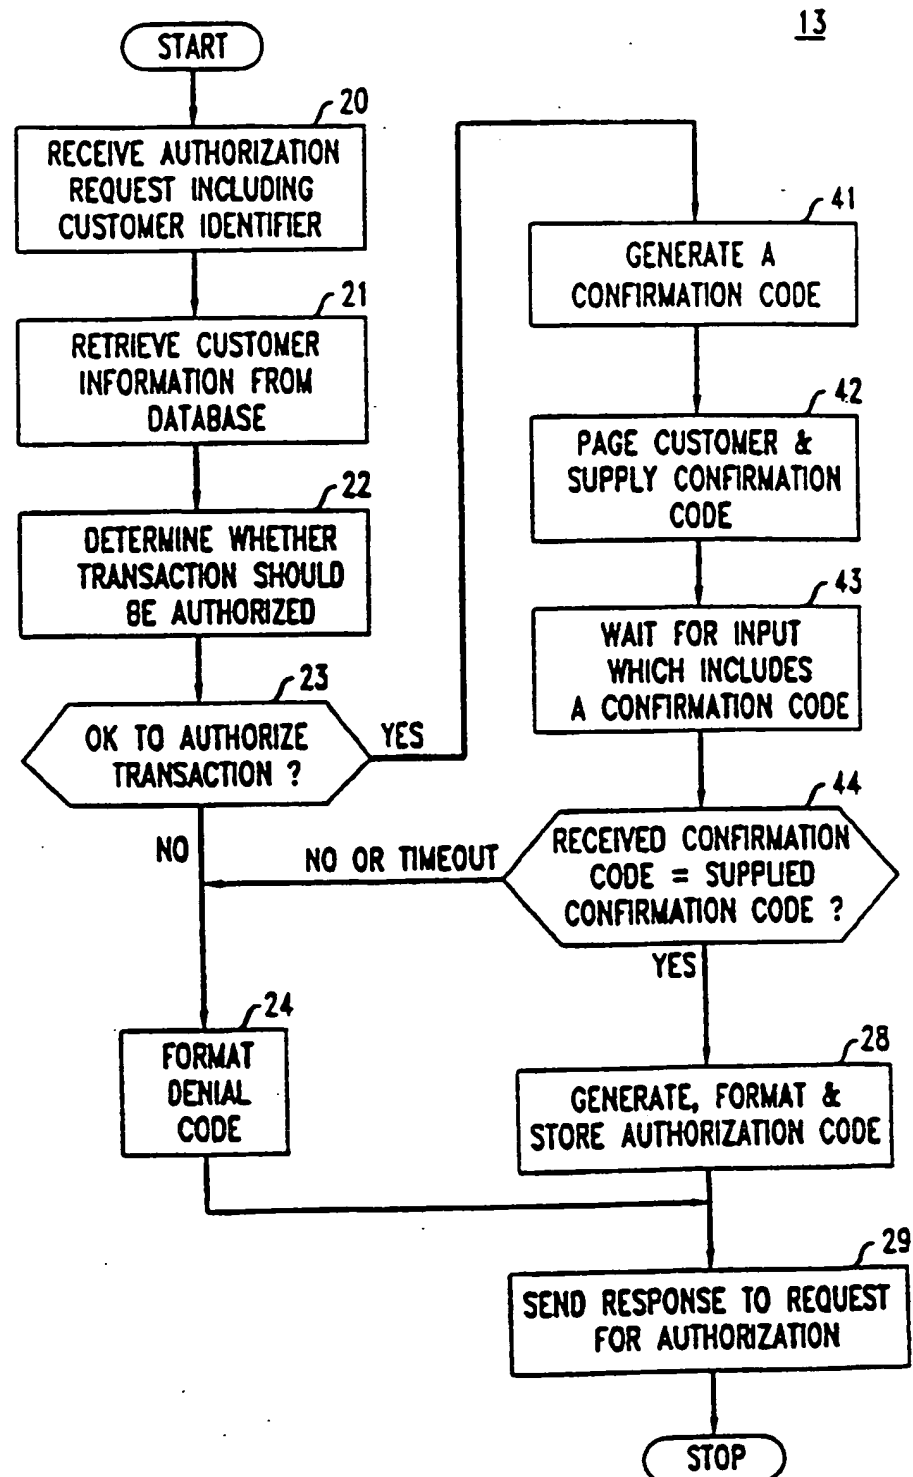 13
START
20
RECEIVE AUTHORIZATION
REQUEST INCLUDING
CUSTOMER IDENTIFIER
21
RETRIEVE CUSTOMER
INFORMATION FROM
DATABASE
22
DETERMINE WHETHER
TRANSACTION SHOULD
BE AUTHORIZED
23
OK TO AUTHORIZE
TRANSACTION ?
YES
NO
24
FORMAT
DENIAL
CODE
41
GENERATE A
CONFIRMATION CODE
42
PAGE CUSTOMER &
SUPPLY CONFIRMATION
CODE
43
WAIT FOR INPUT
WHICH INCLUDES
A CONFIRMATION CODE
44
RECEIVED CONFIRMATION
CODE = SUPPLIED
CONFIRMATION CODE ?
NO OR TIMEOUT
YES
28
GENERATE, FORMAT &
STORE AUTHORIZATION CODE
29
SEND RESPONSE TO REQUEST
FOR AUTHORIZATION
STOP